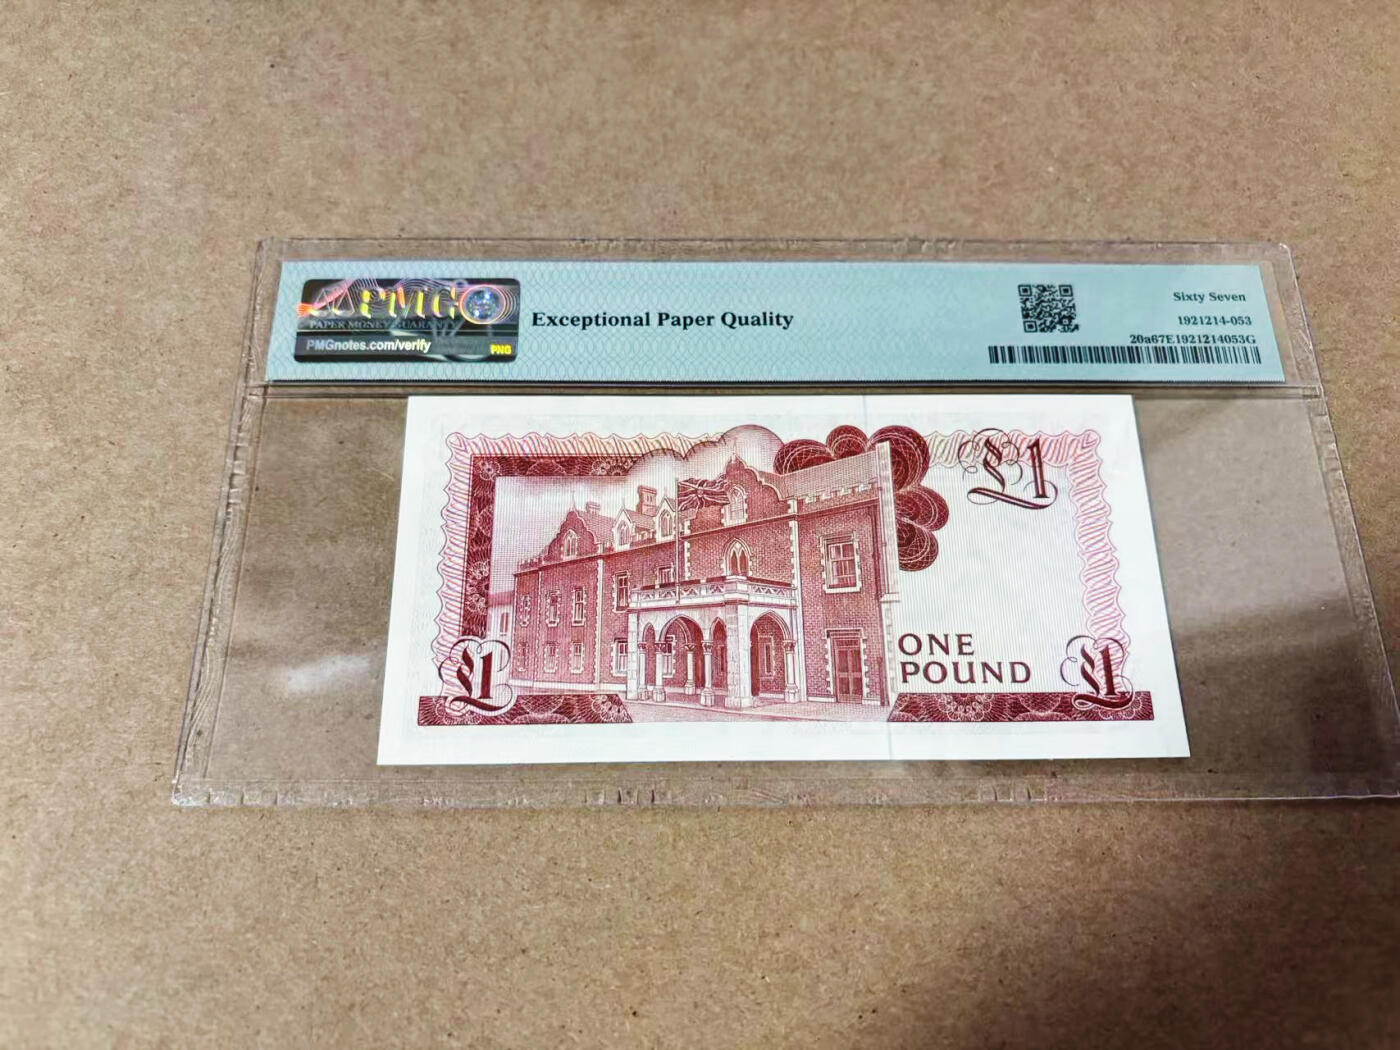 PMG
PAPER MONEY GUARANTY
PMGnotes.com/verify
PNG
Exceptional Paper Quality
Sixty Seven
1921214-053
20a67E1921214053G
£1
ONE
POUND
£1
£1